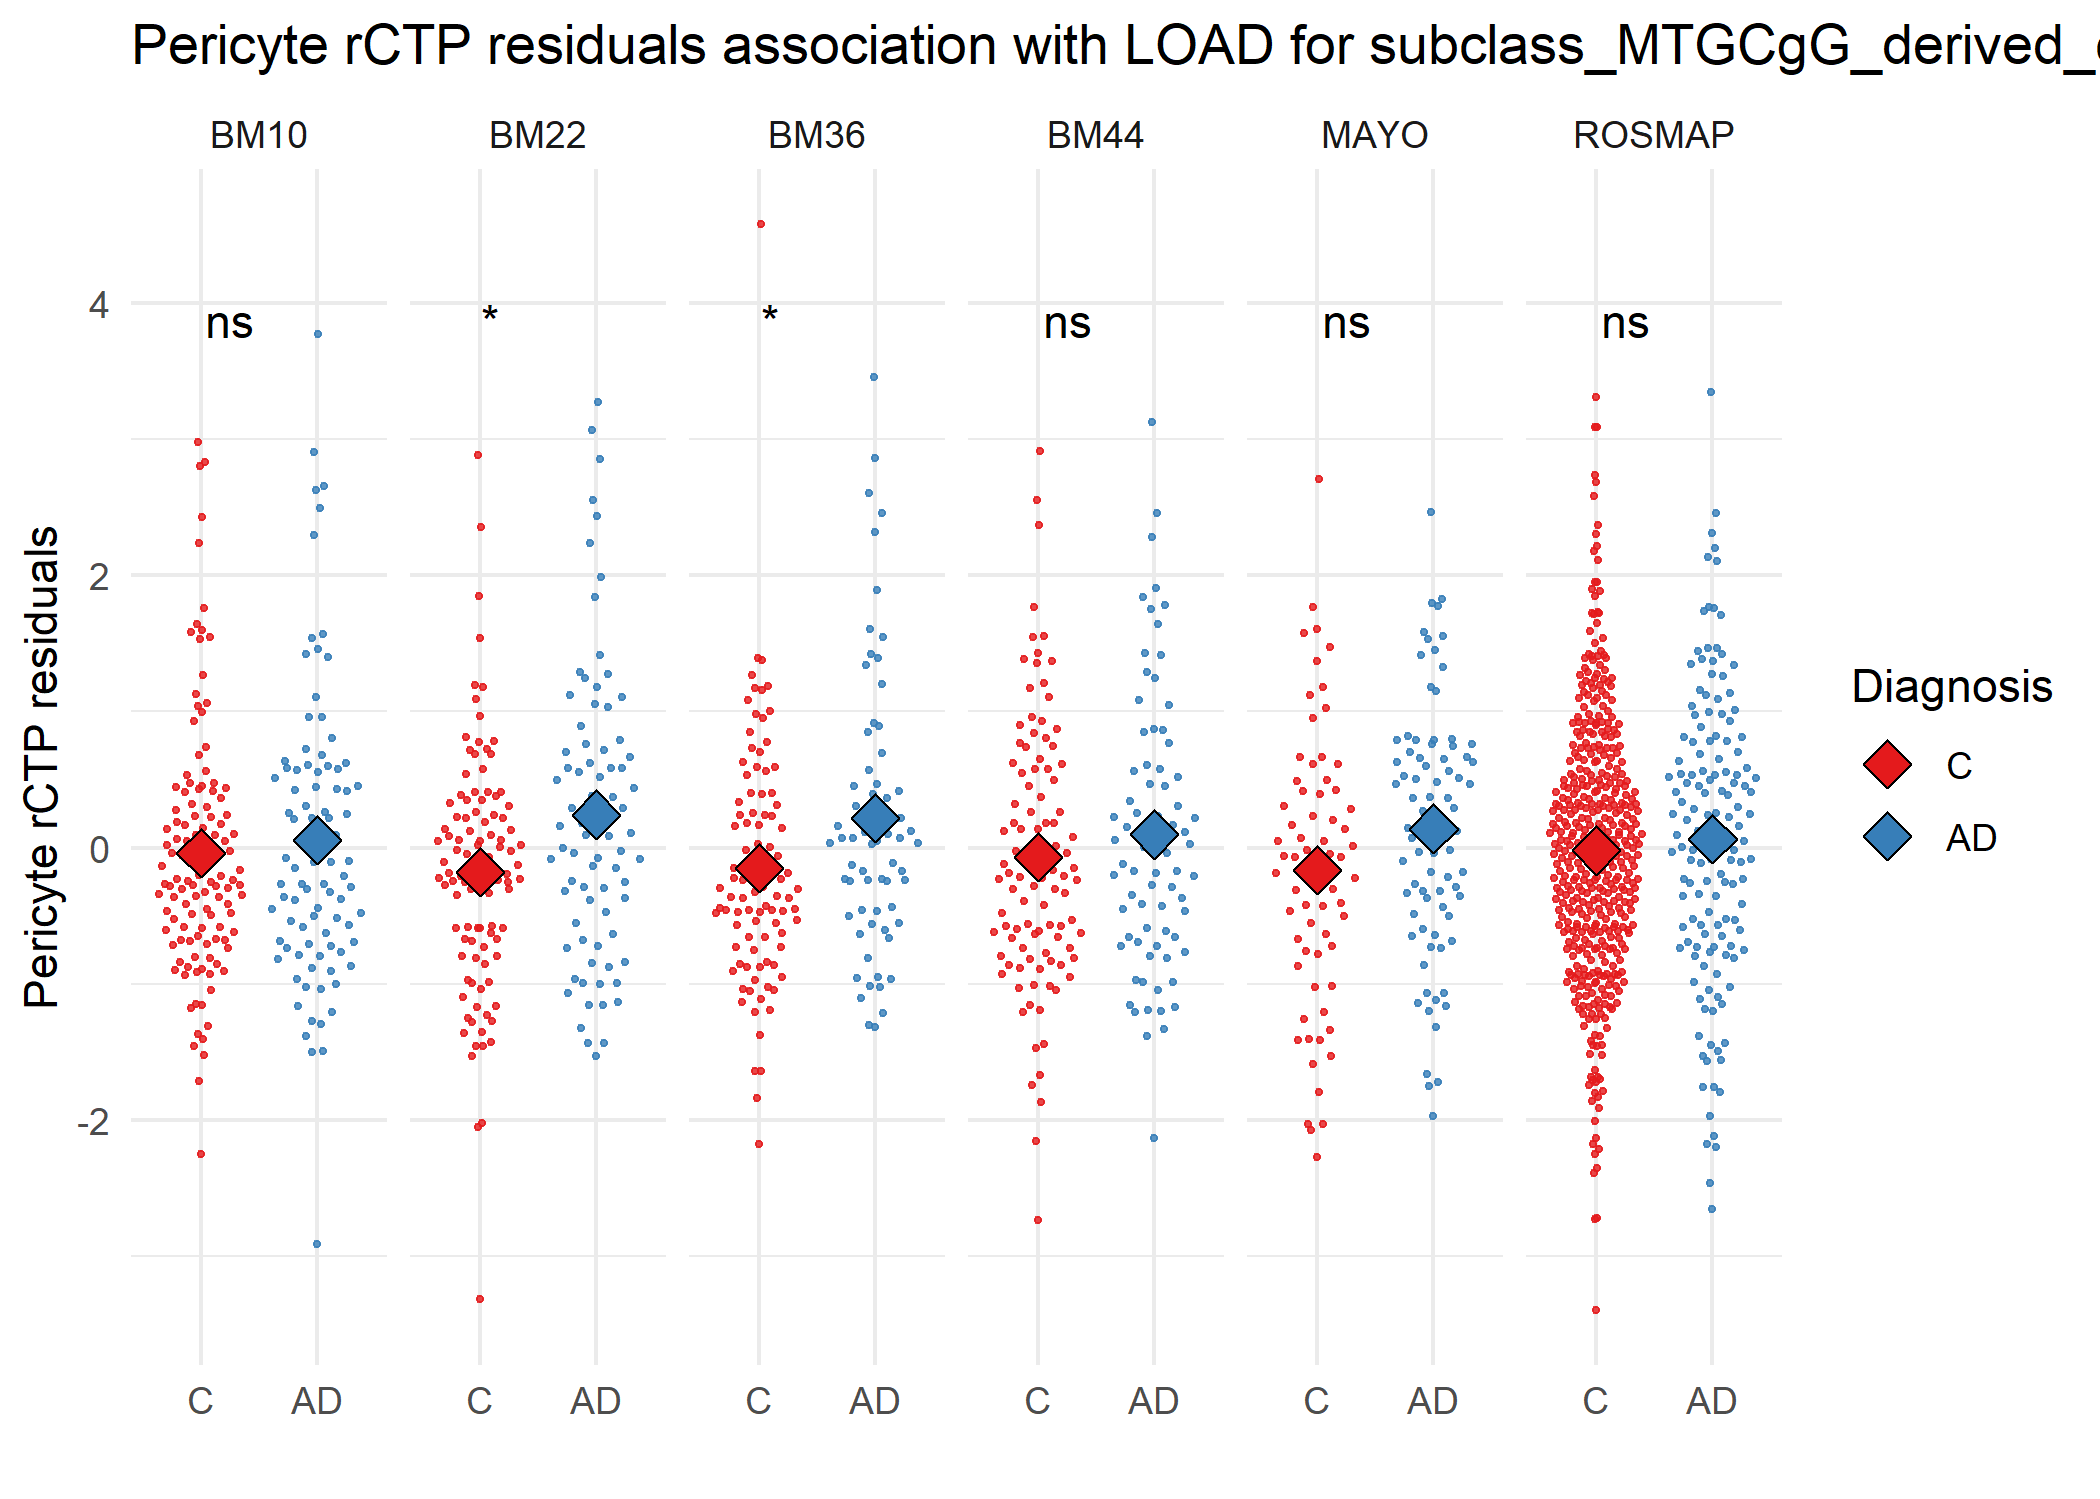 Pericyte rCTP residuals association with LOAD for subclass_MTGCgG_derived_
BM10 BM22 BM36 BM44 MAYO ROSMAP
ns * * ns ns ns
4
2
0
-2
Pericyte rCTP residuals
C AD C AD C AD C AD C AD C AD
Diagnosis
C
AD